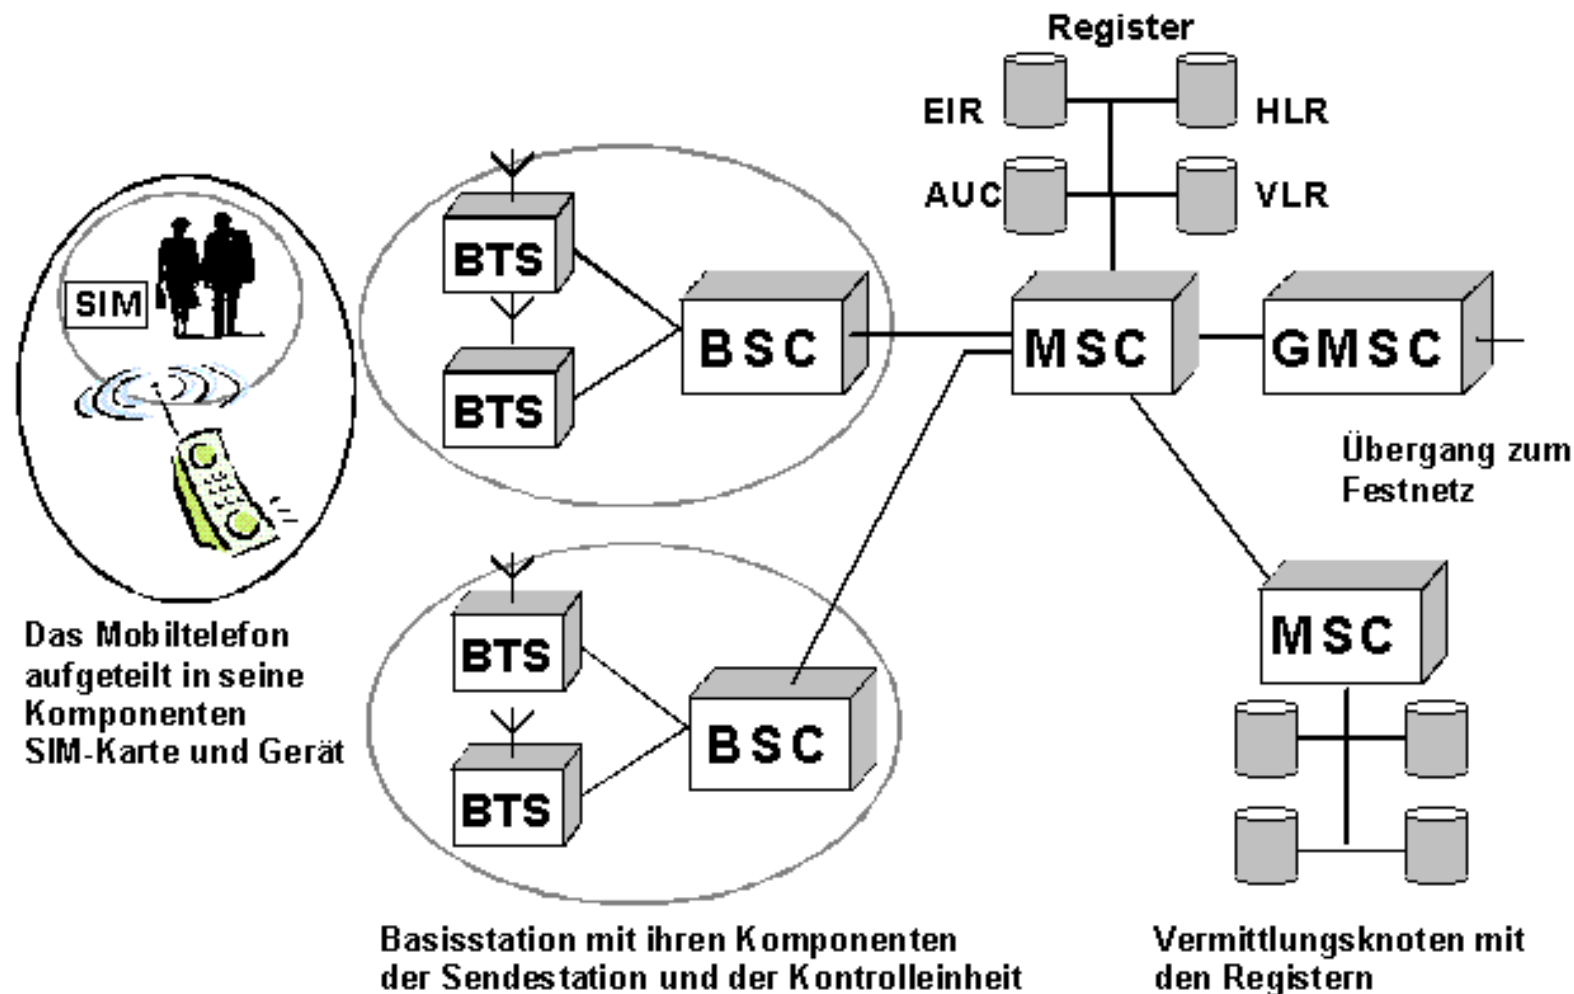 Register
EIR
HLR
AUC
VLR
SIM
BTS
BTS
BSC
MSC
GMSC
Übergang zum
Festnetz
Das Mobiltelefon
aufgeteilt in seine
Komponenten
SIM-Karte und Gerät
BTS
BTS
BSC
MSC
Basisstation mit ihren Komponenten
der Sendestation und der Kontrolleinheit
Vermittlungsknoten mit
den Registern